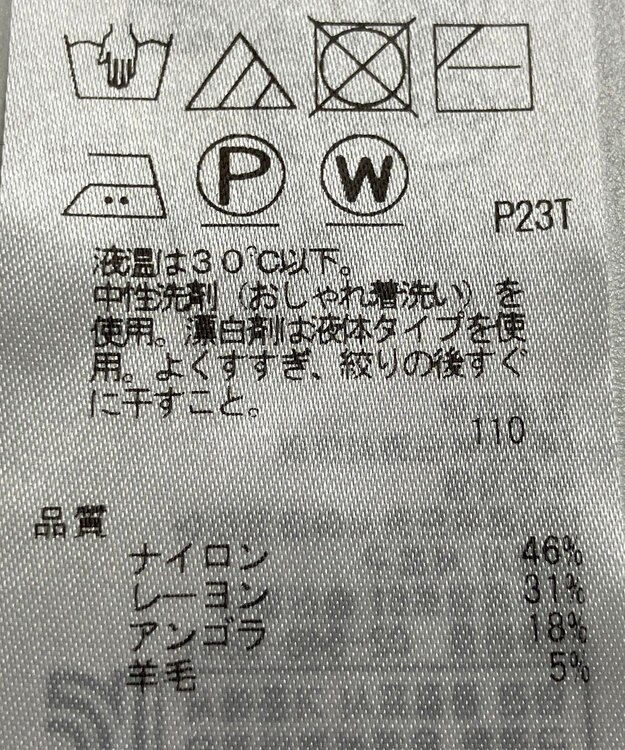 P W
P23T
液温は30℃以下。
中性洗剤（おしゃれ着洗い）を
使用。漂白剤は液体タイプを使
用。よくすすぎ、絞りの後すぐ
に干すこと。
110
品質
ナイロン 46%
レーヨン 31%
アンゴラ 18%
羊毛 5%